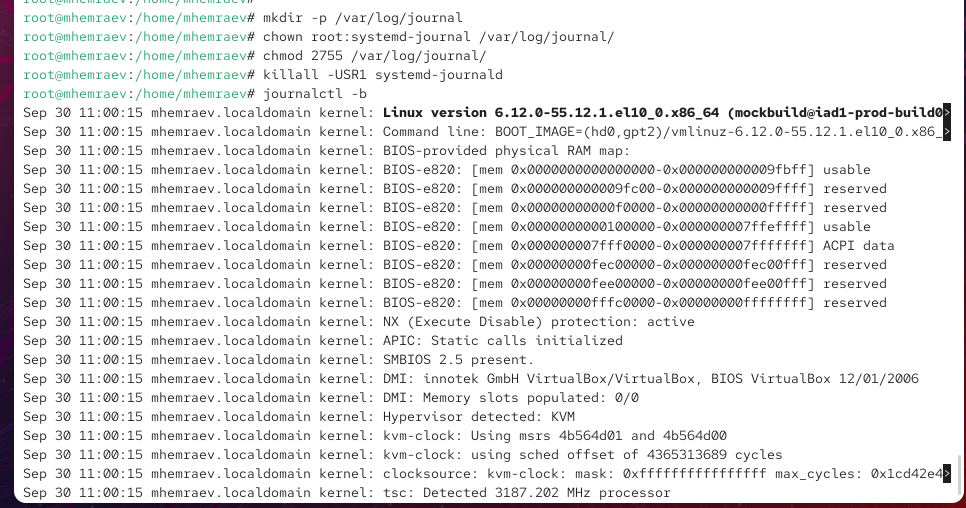 root@mhemraev:/home/mhemraev#
root@mhemraev:/home/mhemraev# mkdir -p /var/log/journal
root@mhemraev:/home/mhemraev# chown root:systemd-journal /var/log/journal/
root@mhemraev:/home/mhemraev# chmod 2755 /var/log/journal/
root@mhemraev:/home/mhemraev# killall -USR1 systemd-journald
root@mhemraev:/home/mhemraev# journalctl -b
Sep 30 11:00:15 mhemraev.localdomain kernel: Linux version 6.12.0-55.12.1.el10_0.x86_64 (mockbuild@iad1-prod-build0>
Sep 30 11:00:15 mhemraev.localdomain kernel: Command line: BOOT_IMAGE=(hd0,gpt2)/vmlinuz-6.12.0-55.12.1.el10_0.x86_>
Sep 30 11:00:15 mhemraev.localdomain kernel: BIOS-provided physical RAM map:
Sep 30 11:00:15 mhemraev.localdomain kernel: BIOS-e820: [mem 0x0000000000000000-0x000000000009fbff] usable
Sep 30 11:00:15 mhemraev.localdomain kernel: BIOS-e820: [mem 0x000000000009fc00-0x000000000009ffff] reserved
Sep 30 11:00:15 mhemraev.localdomain kernel: BIOS-e820: [mem 0x00000000000f0000-0x00000000000fffff] reserved
Sep 30 11:00:15 mhemraev.localdomain kernel: BIOS-e820: [mem 0x0000000000100000-0x000000007ffeffff] usable
Sep 30 11:00:15 mhemraev.localdomain kernel: BIOS-e820: [mem 0x000000007fff0000-0x000000007fffffff] ACPI data
Sep 30 11:00:15 mhemraev.localdomain kernel: BIOS-e820: [mem 0x00000000fec00000-0x00000000fec00fff] reserved
Sep 30 11:00:15 mhemraev.localdomain kernel: BIOS-e820: [mem 0x00000000fee00000-0x00000000fee00fff] reserved
Sep 30 11:00:15 mhemraev.localdomain kernel: BIOS-e820: [mem 0x00000000fffc0000-0x00000000ffffffff] reserved
Sep 30 11:00:15 mhemraev.localdomain kernel: NX (Execute Disable) protection: active
Sep 30 11:00:15 mhemraev.localdomain kernel: APIC: Static calls initialized
Sep 30 11:00:15 mhemraev.localdomain kernel: SMBIOS 2.5 present.
Sep 30 11:00:15 mhemraev.localdomain kernel: DMI: innotek GmbH VirtualBox/VirtualBox, BIOS VirtualBox 12/01/2006
Sep 30 11:00:15 mhemraev.localdomain kernel: DMI: Memory slots populated: 0/0
Sep 30 11:00:15 mhemraev.localdomain kernel: Hypervisor detected: KVM
Sep 30 11:00:15 mhemraev.localdomain kernel: kvm-clock: Using msrs 4b564d01 and 4b564d00
Sep 30 11:00:15 mhemraev.localdomain kernel: kvm-clock: using sched offset of 4365313689 cycles
Sep 30 11:00:15 mhemraev.localdomain kernel: clocksource: kvm-clock: mask: 0xffffffffffffffff max_cycles: 0x1cd42e4>
Sep 30 11:00:15 mhemraev.localdomain kernel: tsc: Detected 3187.202 MHz processor